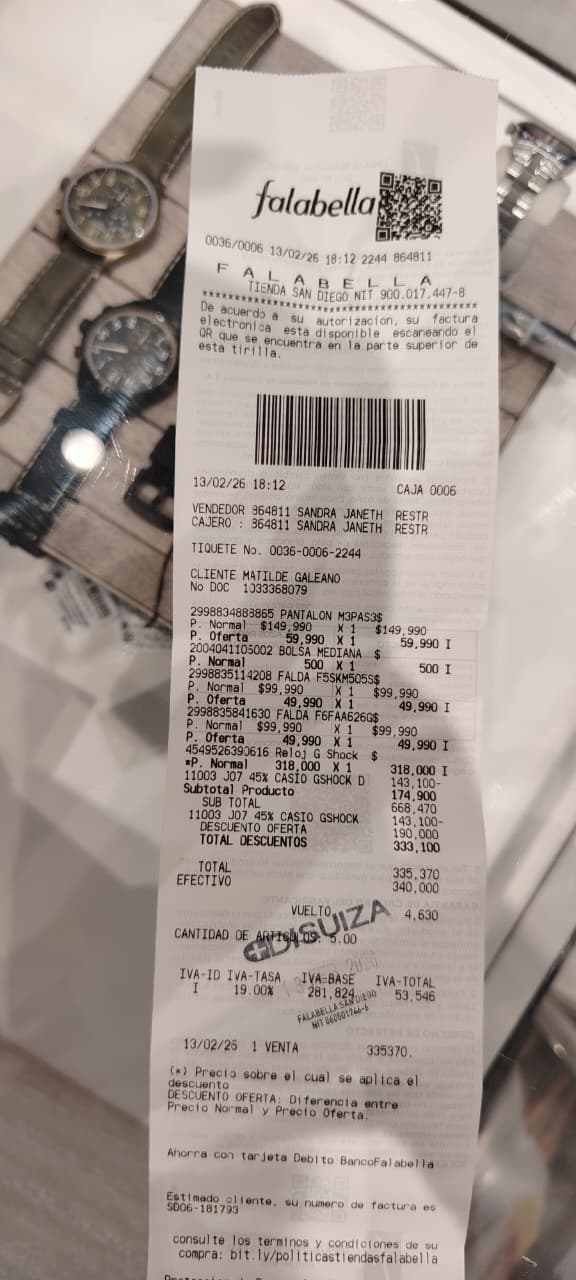 falabella
0036/0006 13/02/26 18:12 2244 864811
F A L A B E L L A
TIENDA SAN DIEGO NIT 900.017.447-8
De acuerdo a su autorizacion, su factura
electronica esta disponible escaneando el
QR que se encuentra en la parte superior de
esta tirilla.
13/02/26 18:12 CAJA 0006
VENDEDOR 864811 SANDRA JANETH RESTR
CAJERO : 864811 SANDRA JANETH RESTR
TIQUETE No. 0036-0006-2244
CLIENTE MATILDE GALEANO
No DOC 1033368079
2998834883865 PANTALON M3PAS3$
P. Normal $149,990 X 1 $149,990
P. Oferta 59,990 X 1 59,990 I
2004041105002 BOLSA MEDIANA $
P. Normal 500 X 1 500 I
2998835114208 FALDA F5SKM505S$
P. Normal $99,990 X 1 $99,990
P. Oferta 49,990 X 1 49,990 I
2998835841630 FALDA F6FAA626G$
P. Normal $99,990 X 1 $99,990
P. Oferta 49,990 X 1 49,990 I
4549526390616 Reloj G Shock $
*P. Normal 318,000 X 1 318,000 I
11003 J07 45% CASIO GSHOCK D 143,100-
Subtotal Producto 174,900
SUB TOTAL 668,470
11003 J07 45% CASIO GSHOCK 143,100-
DESCUENTO OFERTA 190,000
TOTAL DESCUENTOS 333,100
TOTAL 335,370
EFECTIVO 340,000
VUELTO 4,630
CANTIDAD DE ARTICULOS: 5.00
DISUIZA
IVA-ID IVA-TASA IVA-BASE IVA-TOTAL
I 19.00% 281,824 53,546
FALABELLA SAN DIEGO
NIT 860501746-6
13/02/26 1 VENTA 335370.
(*) Precio sobre el cual se aplica el
descuento
DESCUENTO OFERTA: Diferencia entre
Precio Normal y Precio Oferta.
Ahorra con tarjeta Debito BancoFalabella
Estimado cliente, su numero de factura es
SD06-181793
consulte los terminos y condiciones de su
compra: bit.ly/politicastiendasfalabella